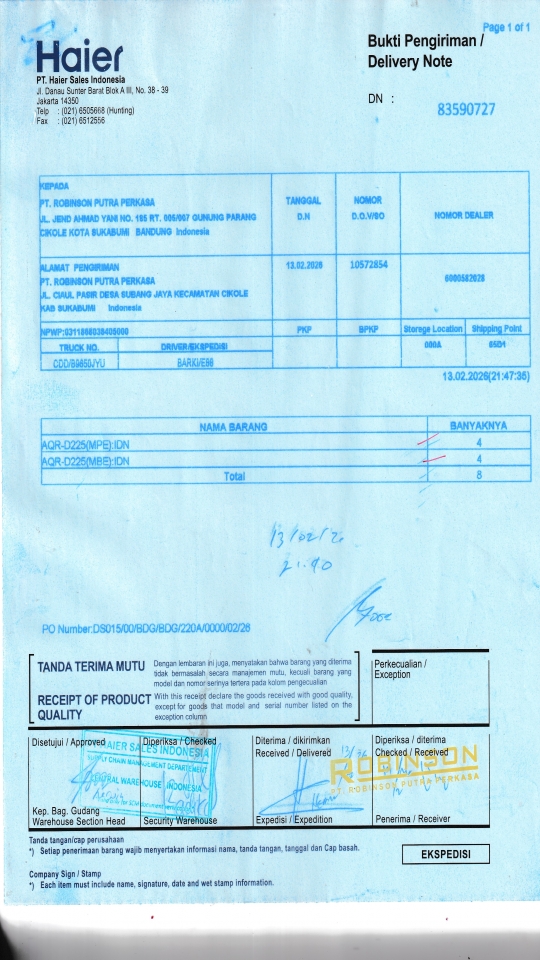 Page 1 of 1
Haier
Bukti Pengiriman /
Delivery Note
PT. Haier Sales Indonesia
Jl. Danau Sunter Barat Blok A III, No. 38 - 39
Jakarta 14350
Telp : (021) 6505668 (Hunting)
Fax : (021) 6512556
DN :
83590727
KEPADA
PT. ROBINSON PUTRA PERKASA
JL. JEND AHMAD YANI NO. 195 RT. 005/007 GUNUNG PARANG
CIKOLE KOTA SUKABUMI BANDUNG Indonesia
TANGGAL
D.N
NOMOR
D.O.V/SO
NOMOR DEALER
ALAMAT PENGIRIMAN
PT. ROBINSON PUTRA PERKASA
JL. CIAUL PASIR DESA SUBANG JAYA KECAMATAN CIKOLE
KAB SUKABUMI Indonesia
13.02.2026
10572854
6000582028
NPWP:0311868038405000
PKP
BPKP
Storege Location
Shipping Point
TRUCK NO.
DRIVER/EKSPEDISI
000A
85D1
CDD/B9650JYU
BARKI/E88
13.02.2026(21:47:35)
NAMA BARANG
BANYAKNYA
AQR-D225(MPE):IDN
4
AQR-D225(MBE):IDN
4
Total
8
13/02/26
21.40
PO Number:DS015/00/BDG/BDG/220A/0000/02/26
TANDA TERIMA MUTU
Dengan lembaran ini juga, menyatakan bahwa barang yang diterima
tidak bermasalah secara manajemen mutu, kecuali barang yang
model dan nomor serinya tertera pada kolom pengecualian
RECEIPT OF PRODUCT
QUALITY
With this receipt declare the goods received with good quality,
except for goods that model and serial number listed on the
exception column
Perkecualian /
Exception
Disetujui / Approved
Diperiksa / Checked
Diterima / dikirimkan
Received / Delivered
Diperiksa / diterima
Checked / Received
HAIER SALES INDONESIA
SUPPLY CHAIN MANAGEMENT DEPARTEMENT
CENTRAL WAREHOUSE INDONESIA
ROBINSON
PT. ROBINSON PUTRA PERKASA
Kep. Bag. Gudang
Warehouse Section Head
Security Warehouse
Expedisi / Expedition
Penerima / Receiver
Tanda tangan/cap perusahaan
*) Setiap penerimaan barang wajib menyertakan informasi nama, tanda tangan, tanggal dan Cap basah.
EKSPEDISI
Company Sign / Stamp
*) Each item must include name, signature, date and wet stamp information.